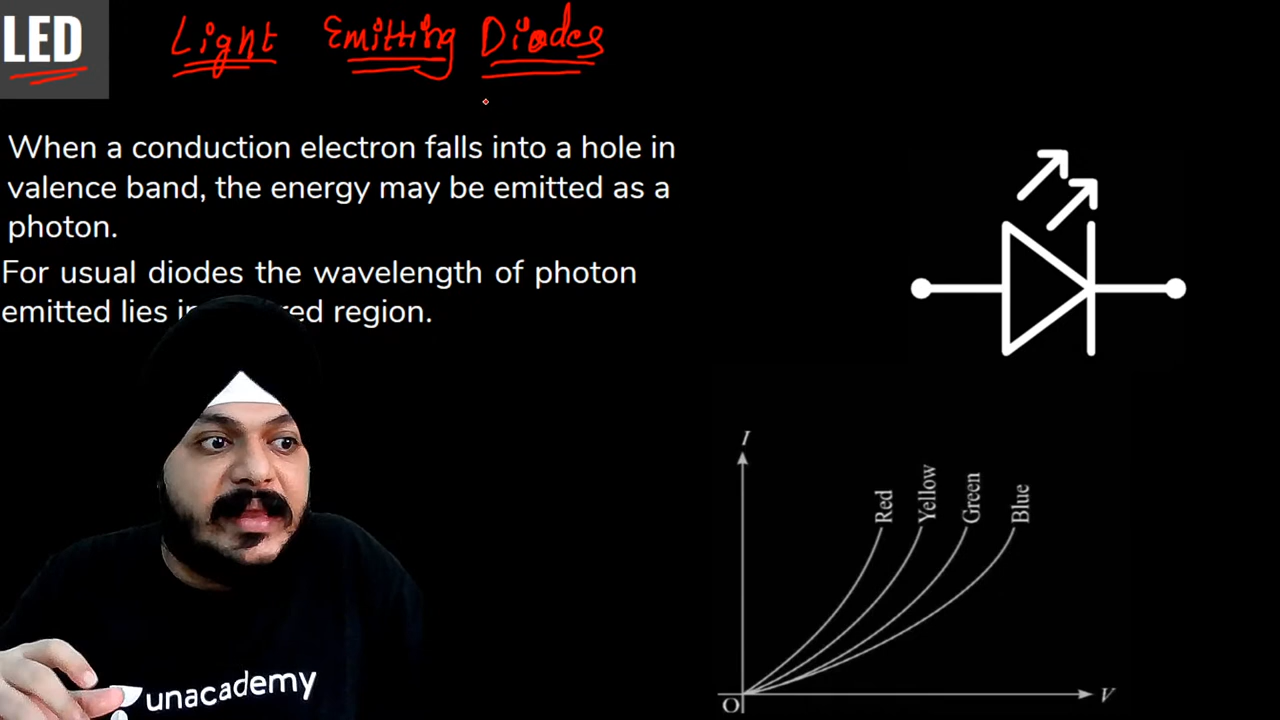 LED
Light Emitting Diodes
When a conduction electron falls into a hole in
valence band, the energy may be emitted as a
photon.
For usual diodes the wavelength of photon
emitted lies in red region.
I
Red
Yellow
Green
Blue
O
V
unacademy